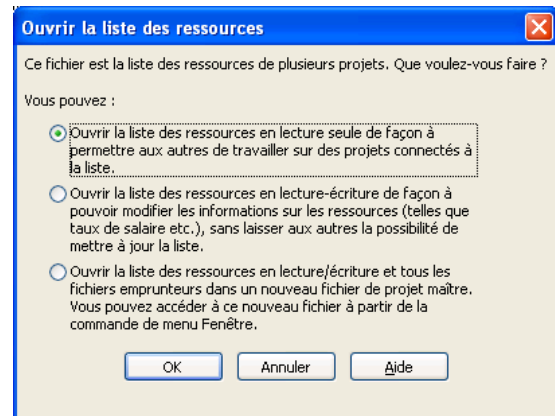 Ouvrir la liste des ressources
Ce fichier est la liste des ressources de plusieurs projets. Que voulez-vous faire ?
Vous pouvez :
Ouvrir la liste des ressources en lecture seule de façon à
permettre aux autres de travailler sur des projets connectés à
la liste.
Ouvrir la liste des ressources en lecture-écriture de façon à
pouvoir modifier les informations sur les ressources (telles que
taux de salaire etc.), sans laisser aux autres la possibilité de
mettre à jour la liste.
Ouvrir la liste des ressources en lecture/écriture et tous les
fichiers emprunteurs dans un nouveau fichier de projet maître.
Vous pouvez accéder à ce nouveau fichier à partir de la
commande de menu Fenêtre.
OK Annuler Aide